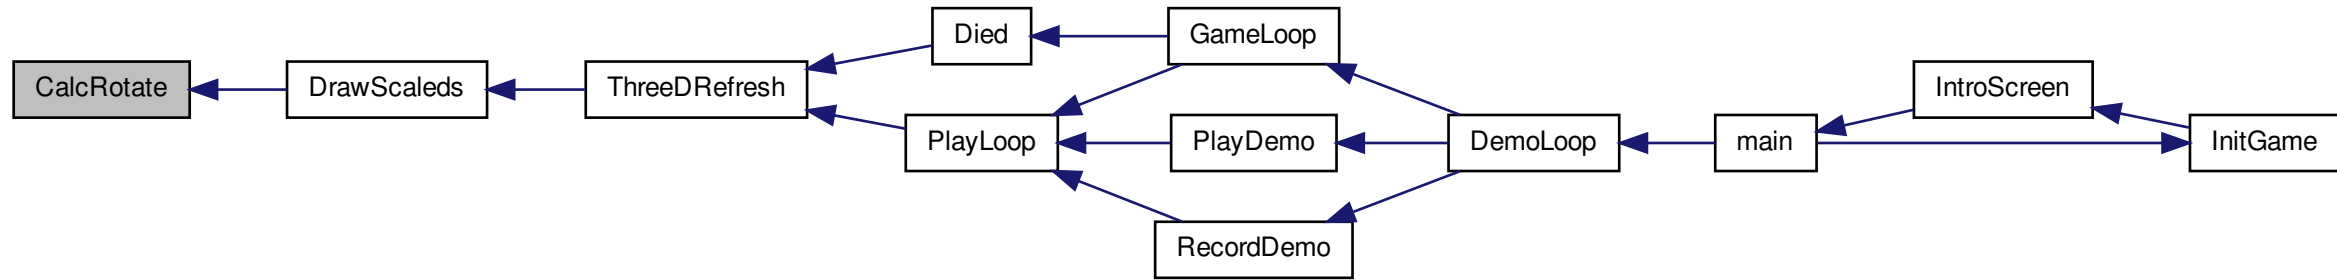 CalcRotate
DrawScaleds
ThreeDRefresh
Died
PlayLoop
GameLoop
PlayDemo
RecordDemo
DemoLoop
main
IntroScreen
InitGame